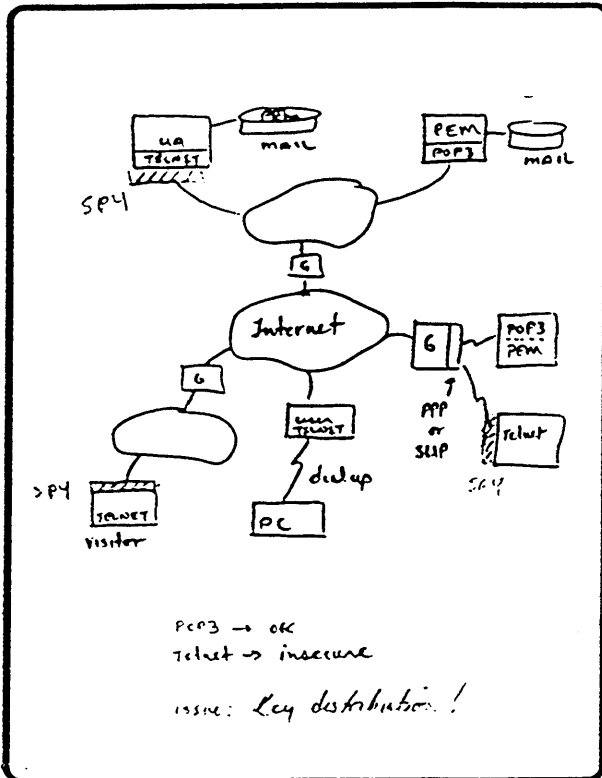 PEM
MAIL
UA
TELNET
SPY
PEM
POP3
MAIL
G
Internet
G
G
PPP
or
SLIP
POP3
PEM
Telnet
SPY
TELNET
dialup
PC
SPY
TELNET
visitor
POP3 → OK
Telnet → insecure
issue: Key distribution!